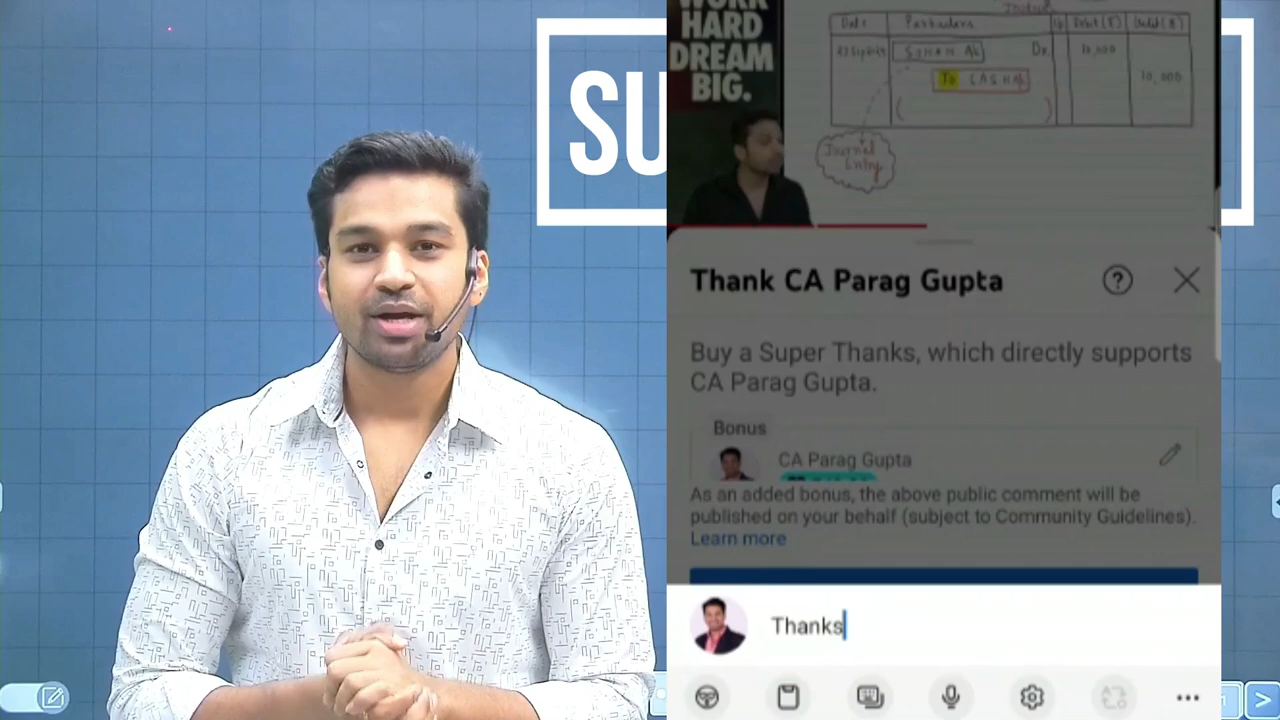 WORK
HARD
DREAM
BIG.
SU
Journal
Date Particulars Debit (₹)
10,000
To CASH A/c
10,000
Journal
Entry
Thank CA Parag Gupta
Buy a Super Thanks, which directly supports
CA Parag Gupta.
Bonus
CA Parag Gupta
As an added bonus, the above public comment will be
published on your behalf (subject to Community Guidelines).
Learn more
Thanks